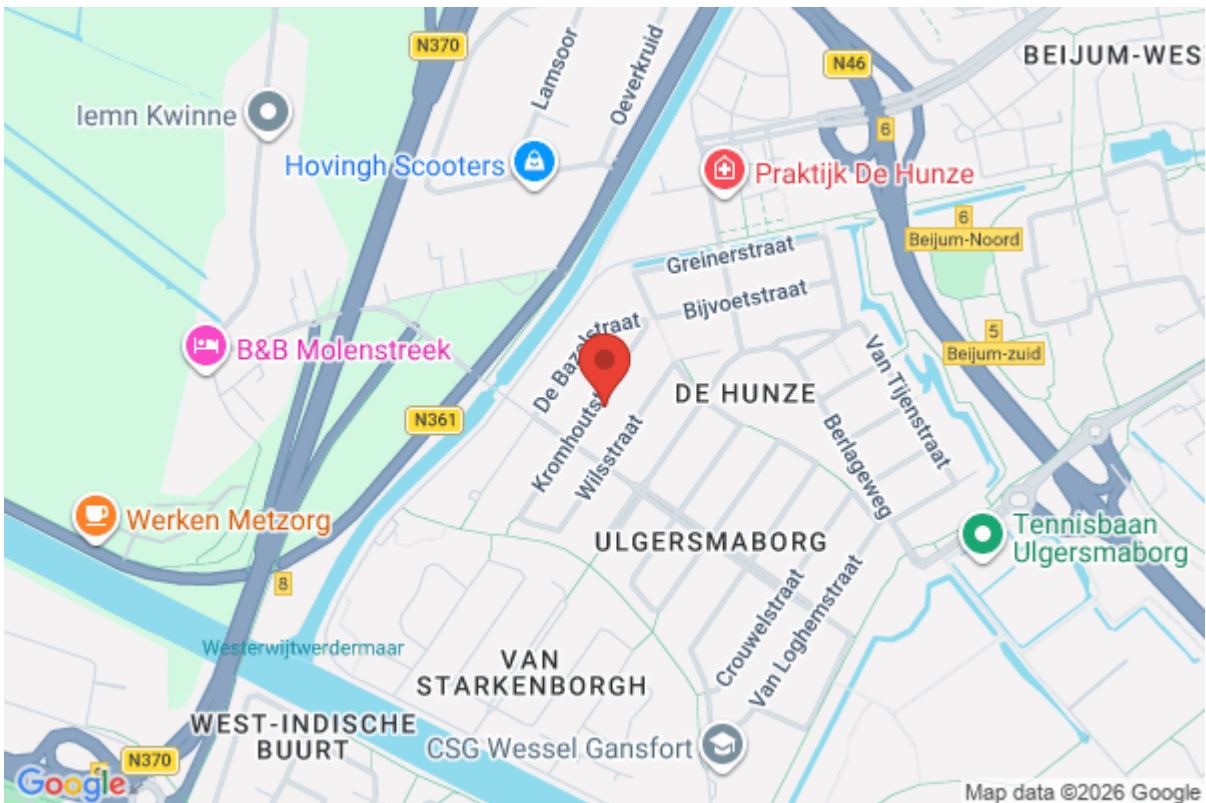 N370
Lamsoor
Oeverkruid
N46
BEIJUM-WES
Iemn Kwinne
6
Hovingh Scooters
Praktijk De Hunze
6
Beijum-Noord
Greinerstraat
Bijvoetstraat
5
Beijum-zuid
B&B Molenstreek
De Bazelstraat
DE HUNZE
Van Tijenstraat
N361
Kromhoutst
Wilsstraat
Berlageweg
Werken Metzorg
ULGERSMABORG
Tennisbaan
Ulgersmaborg
8
Crouwelstraat
Van Loghemstraat
Westerwijtwerdermaar
VAN
STARKENBORGH
WEST-INDISCHE
BUURT
CSG Wessel Gansfort
N370
Google
Map data ©2026 Google